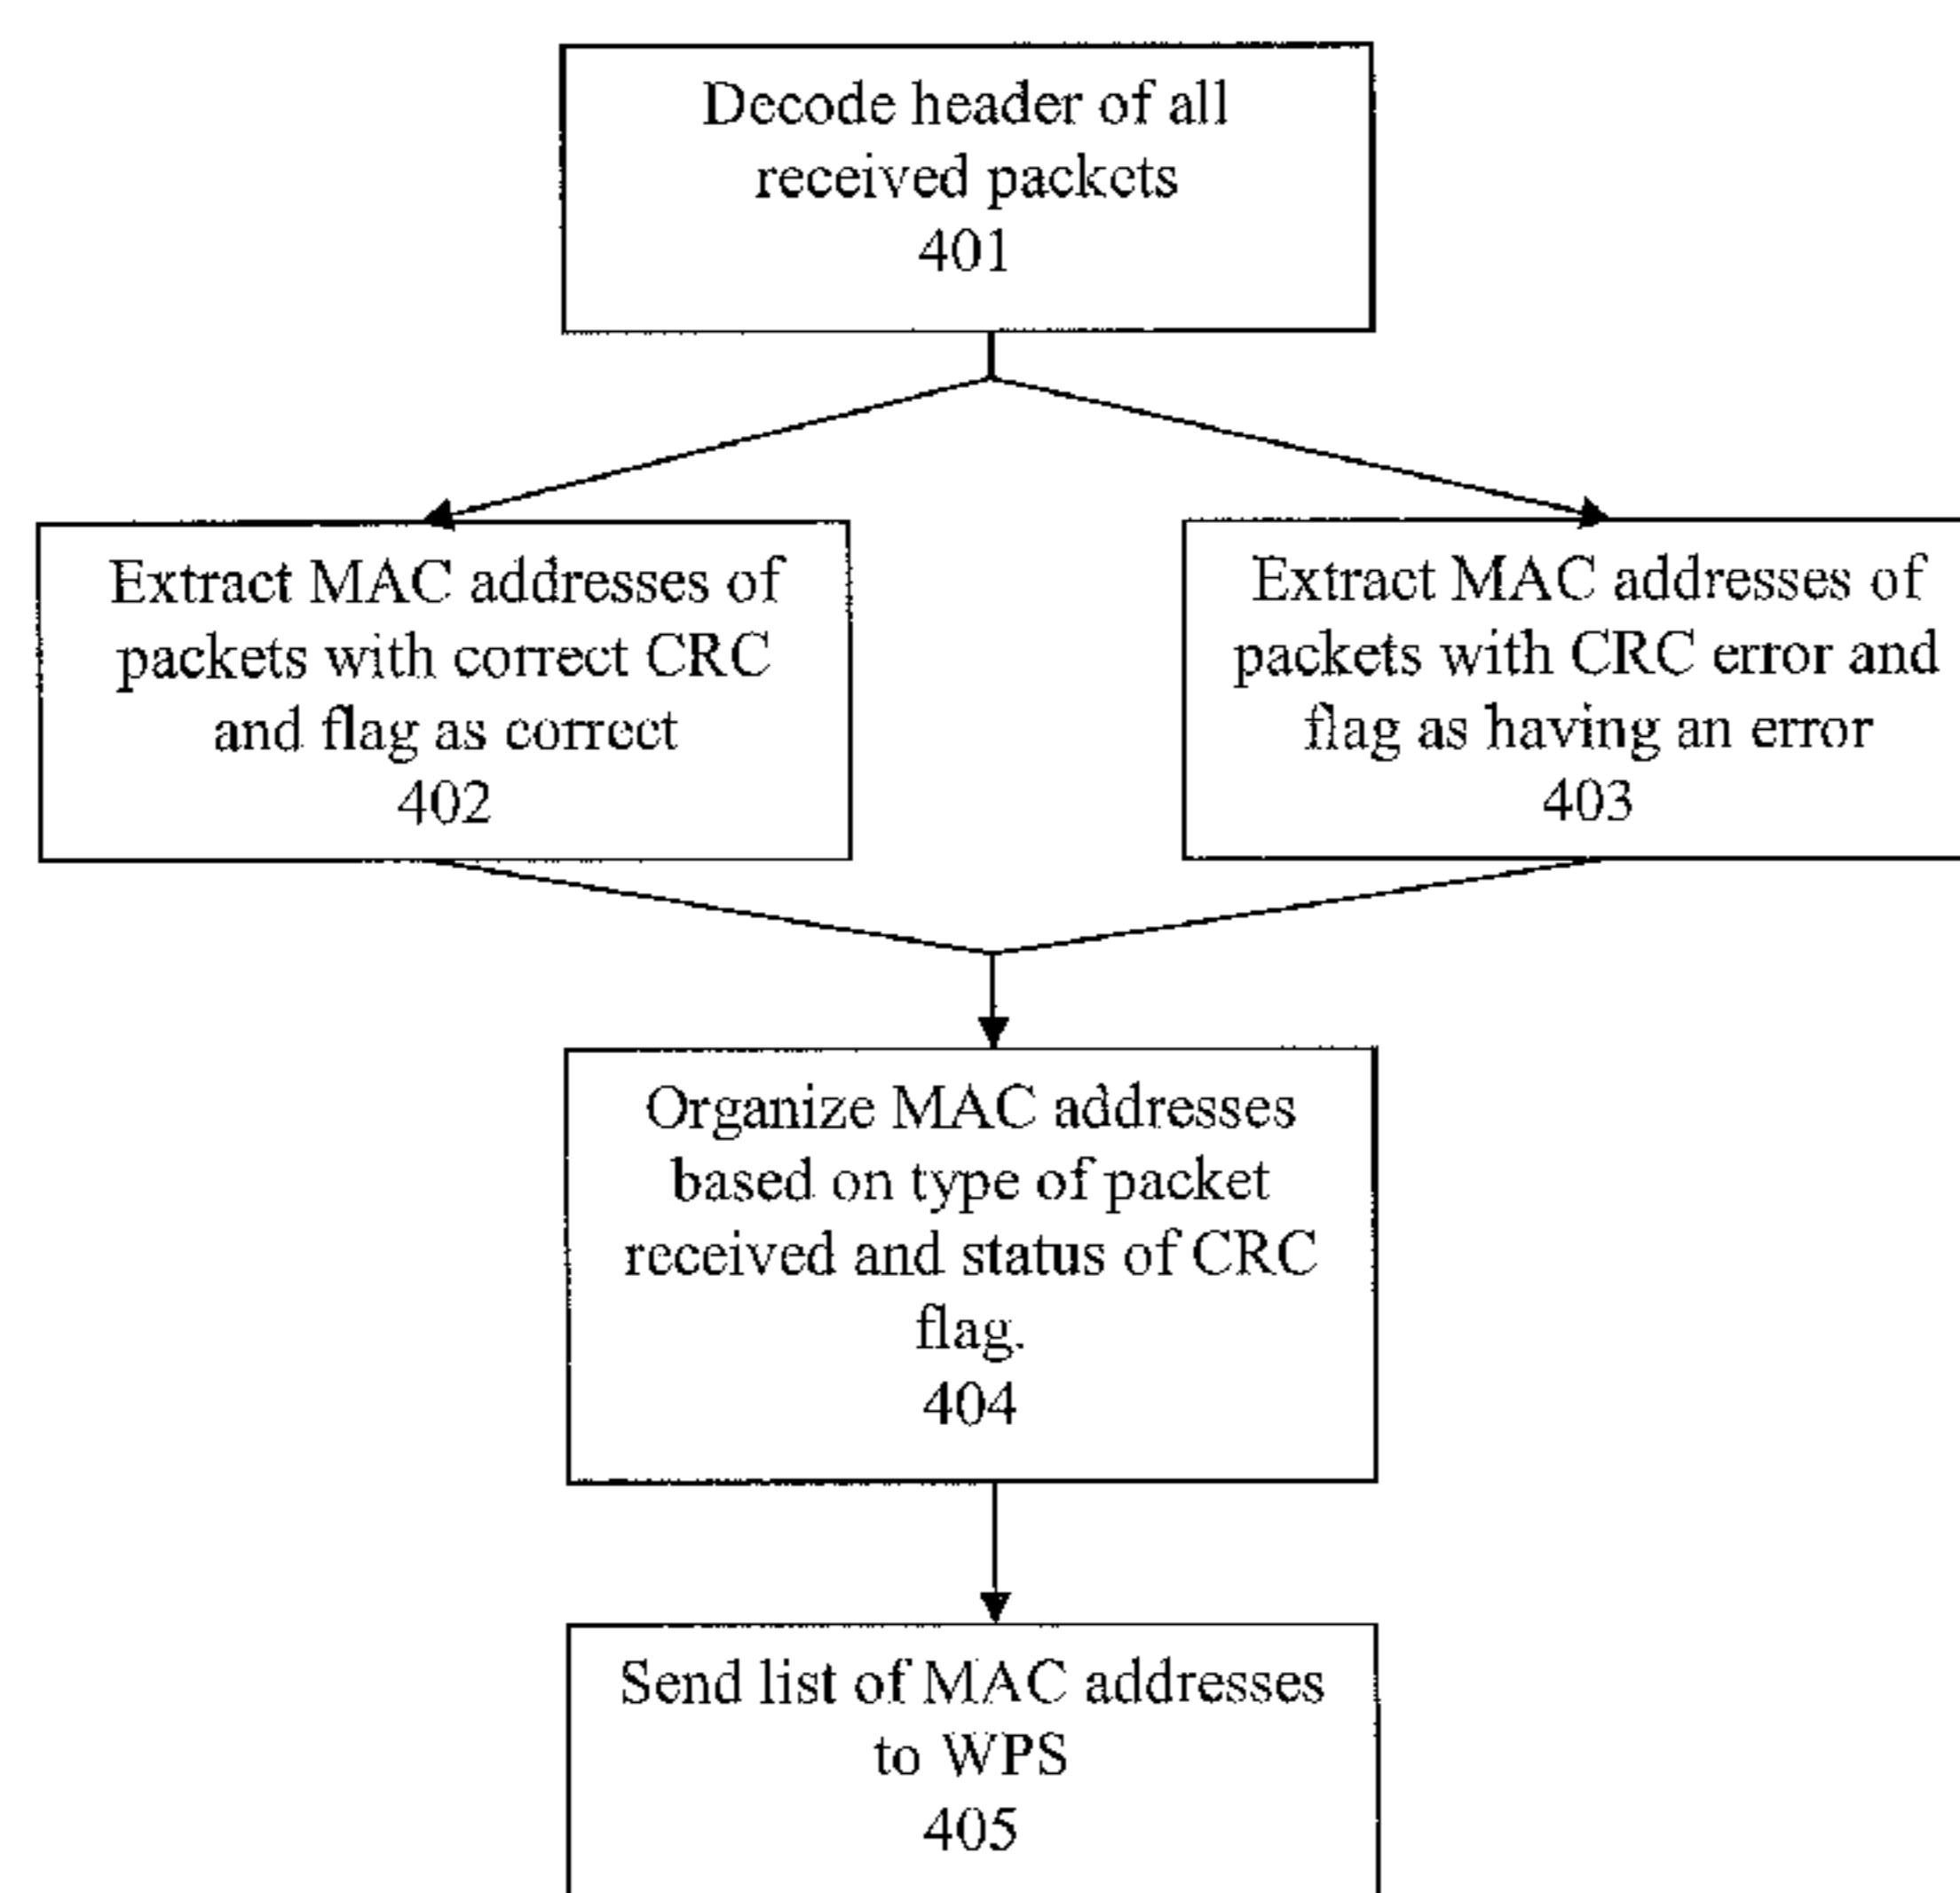 Decode header of all
received packets
401
Extract MAC addresses of
packets with correct CRC
and flag as correct
402
Extract MAC addresses of
packets with CRC error and
flag as having an error
403
Organize MAC addresses
based on type of packet
received and status of CRC
flag.
404
Send list of MAC addresses
to WPS
405